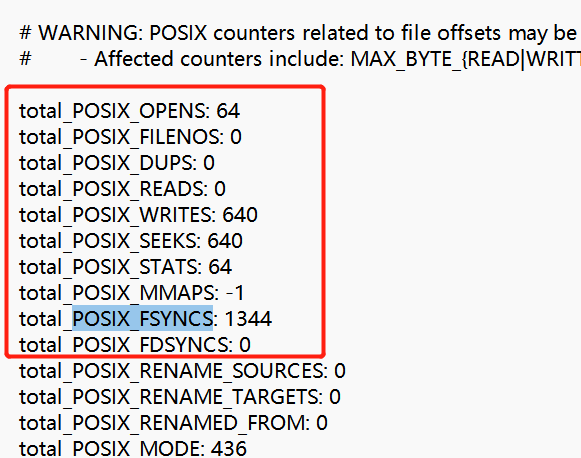 # WARNING: POSIX counters related to file offsets may be
# - Affected counters include: MAX_BYTE_{READ|WRITT
total_POSIX_OPENS: 64
total_POSIX_FILENOS: 0
total_POSIX_DUPS: 0
total_POSIX_READS: 0
total_POSIX_WRITES: 640
total_POSIX_SEEKS: 640
total_POSIX_STATS: 64
total_POSIX_MMAPS: -1
total_POSIX_FSYNCS: 1344
total_POSIX_FDSYNCS: 0
total_POSIX_RENAME_SOURCES: 0
total_POSIX_RENAME_TARGETS: 0
total_POSIX_RENAMED_FROM: 0
total_POSIX_MODE: 436